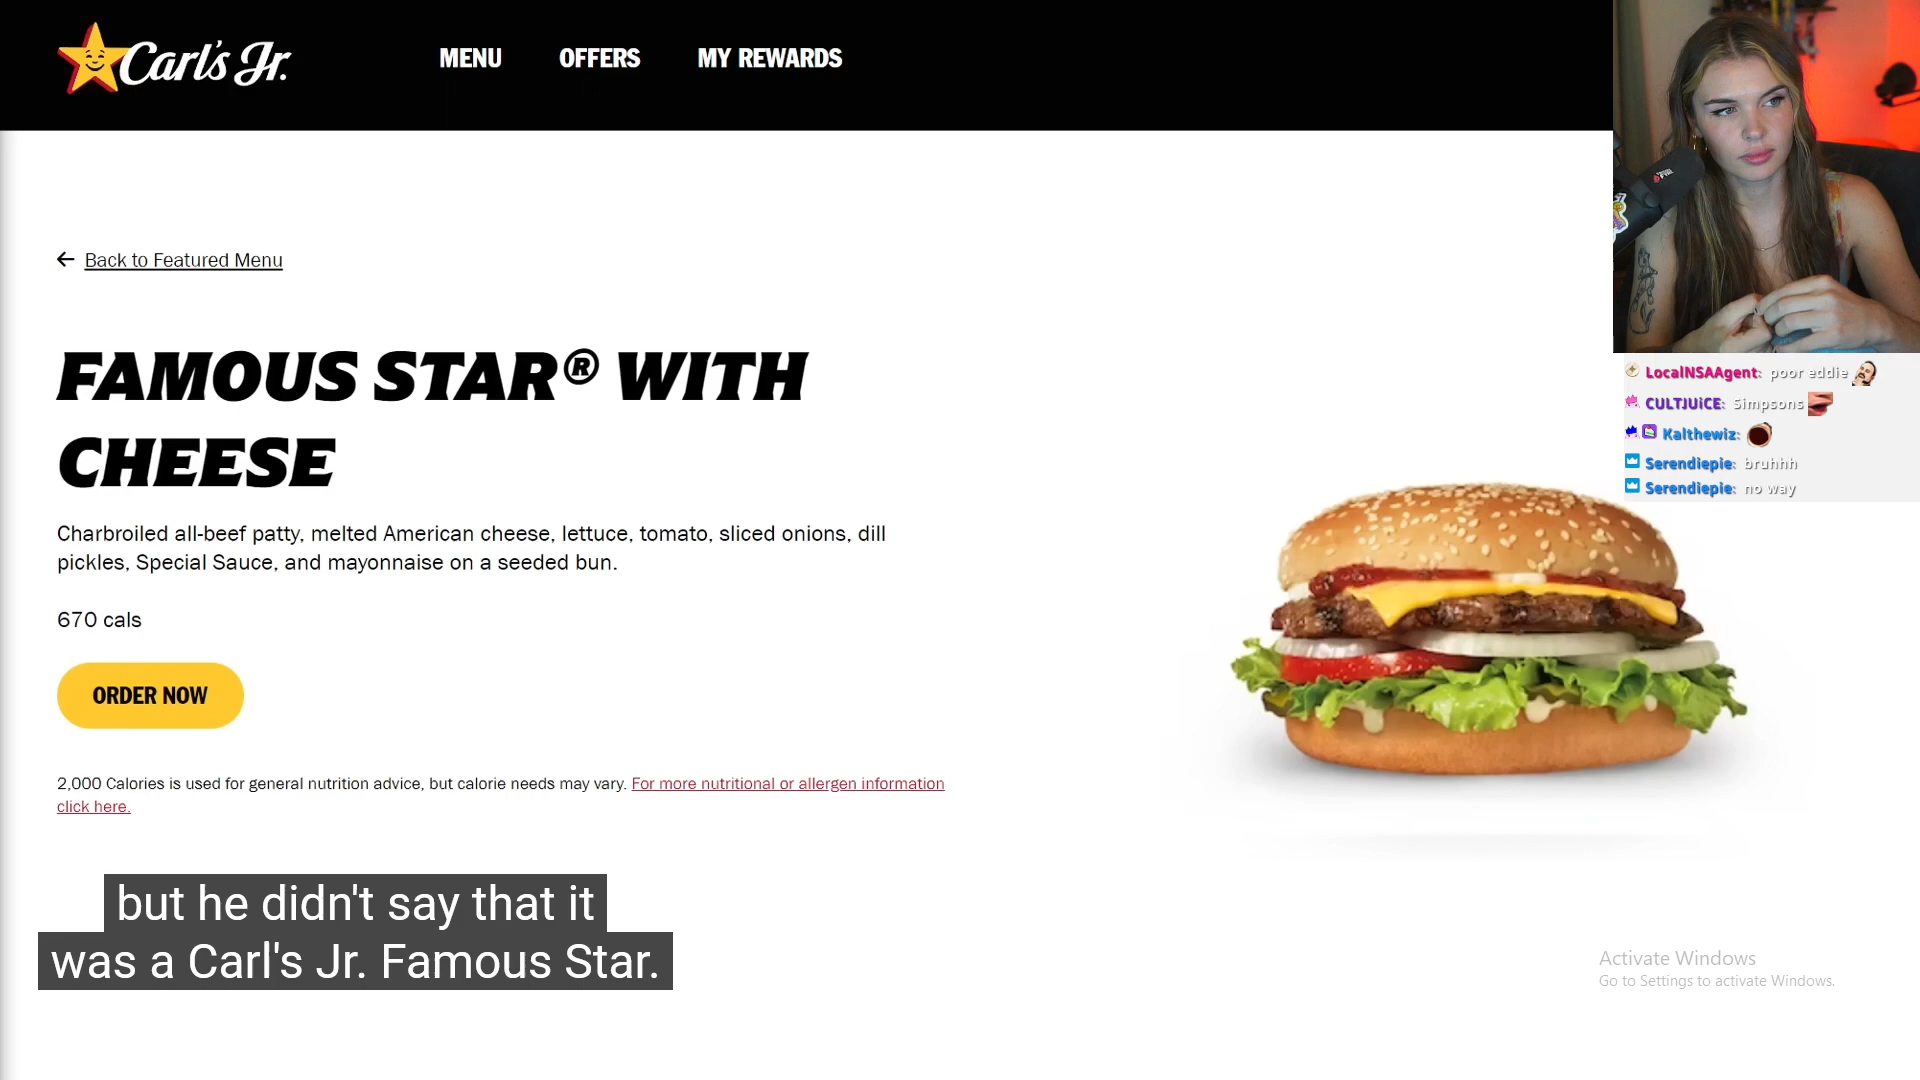 Carl's Jr.
MENU
OFFERS
MY REWARDS
Back to Featured Menu
FAMOUS STAR® WITH
CHEESE
Charbroiled all-beef patty, melted American cheese, lettuce, tomato, sliced onions, dill
pickles, Special Sauce, and mayonnaise on a seeded bun.
670 cals
ORDER NOW
2,000 Calories is used for general nutrition advice, but calorie needs may vary. For more nutritional or allergen information
click here.
but he didn't say that it
was a Carl's Jr. Famous Star.
LocalNSAAgent: poor eddie
CULTJUiCE: Simpsons
Kalthewiz:
Serendiepie: bruhhh
Serendiepie: no way
Activate Windows
Go to Settings to activate Windows.